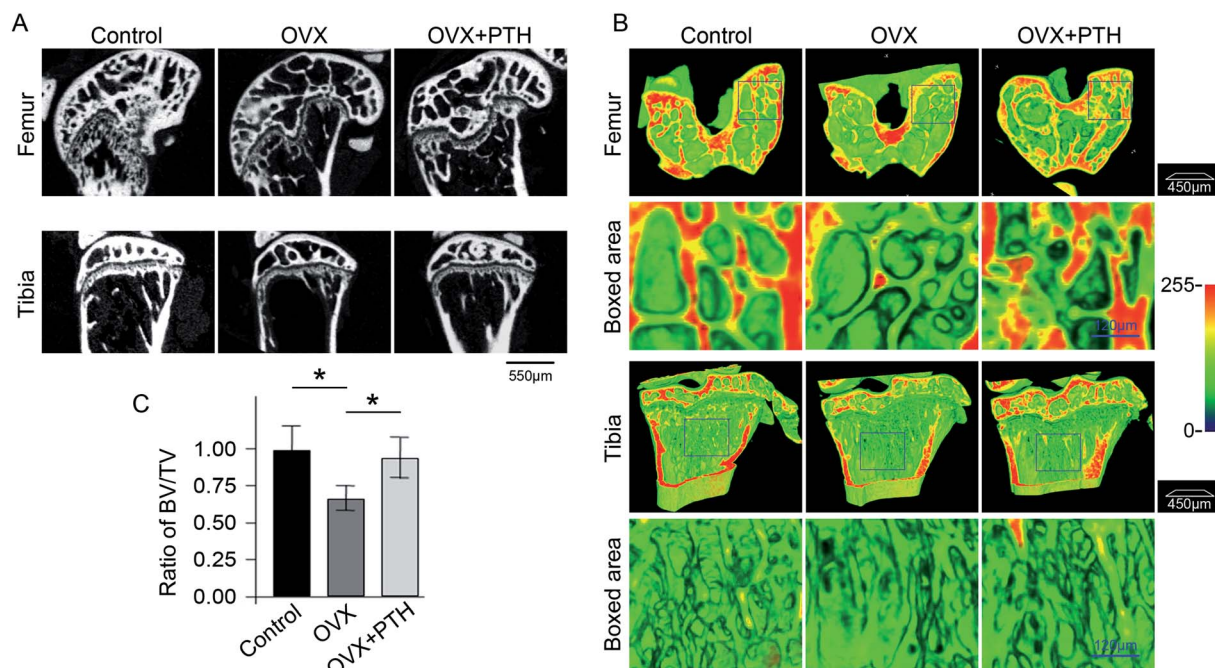 A
Control OVX OVX+PTH
Femur
Tibia
550μm
B
Control OVX OVX+PTH
Femur
450μm
Boxed area
120μm
255-
0-
Tibia
450μm
Boxed area
120μm
C
* *
Ratio of BV/TV
1.00
0.75
0.50
0.00
Control OVX OVX+PTH